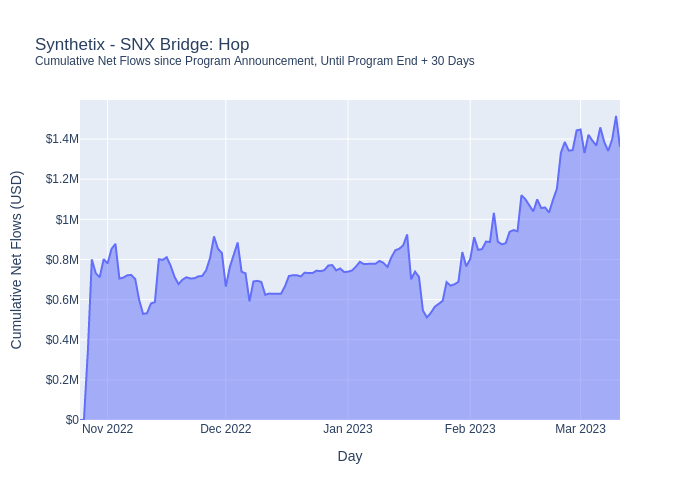 Synthetix - SNX Bridge: Hop
Cumulative Net Flows since Program Announcement, Until Program End + 30 Days
Cumulative Net Flows (USD)
$1.4M
$1.2M
$1M
$0.8M
$0.6M
$0.4M
$0.2M
$0
Nov 2022 Dec 2022 Jan 2023 Feb 2023 Mar 2023
Day